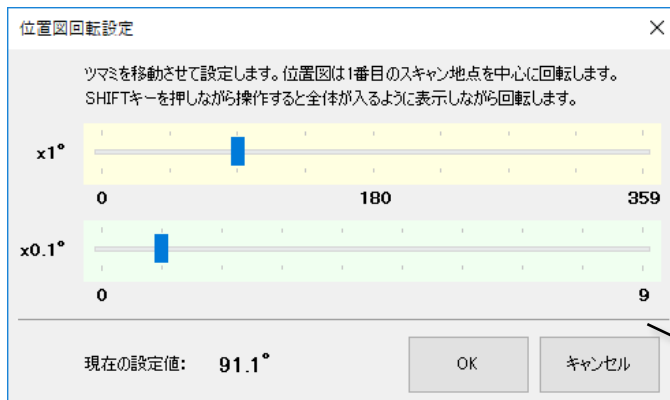 位置図回転設定
ツマミを移動させて設定します。位置図は1番目のスキャン地点を中心に回転します。
SHIFTキーを押しながら操作すると全体が入るように表示しながら回転します。
x1°
0 180 359
x0.1°
0 9
現在の設定値: 91.1° OK キャンセル